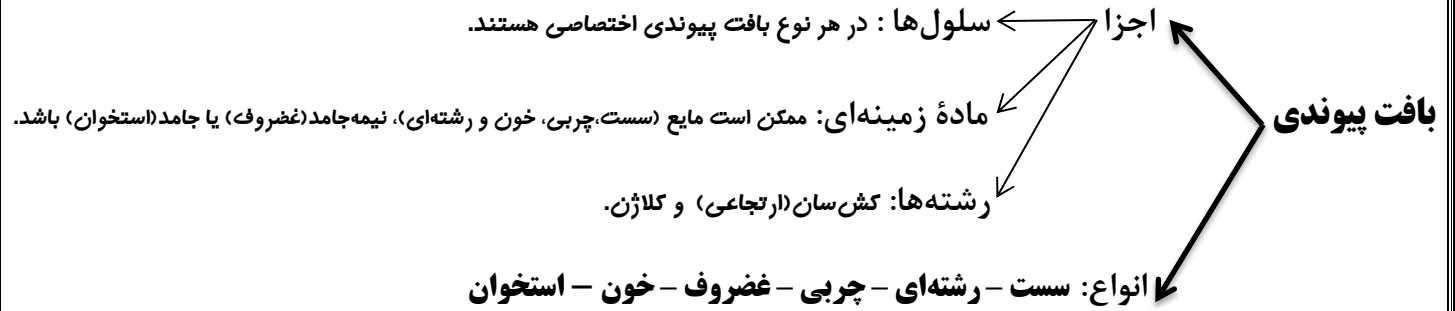 اجزا
سلول‌ها : در هر نوع بافت پیوندی اختصاصی هستند.
بافت پیوندی
مادهٔ زمینه‌ای: ممکن است مایع (سست،چربی، خون و رشته‌ای)، نیمه‌جامد(غضروف) یا جامد(استخوان) باشد.
رشته‌ها: کش‌سان(ارتجاعی) و کلاژن.
انواع: سست – رشته‌ای – چربی – غضروف – خون – استخوان